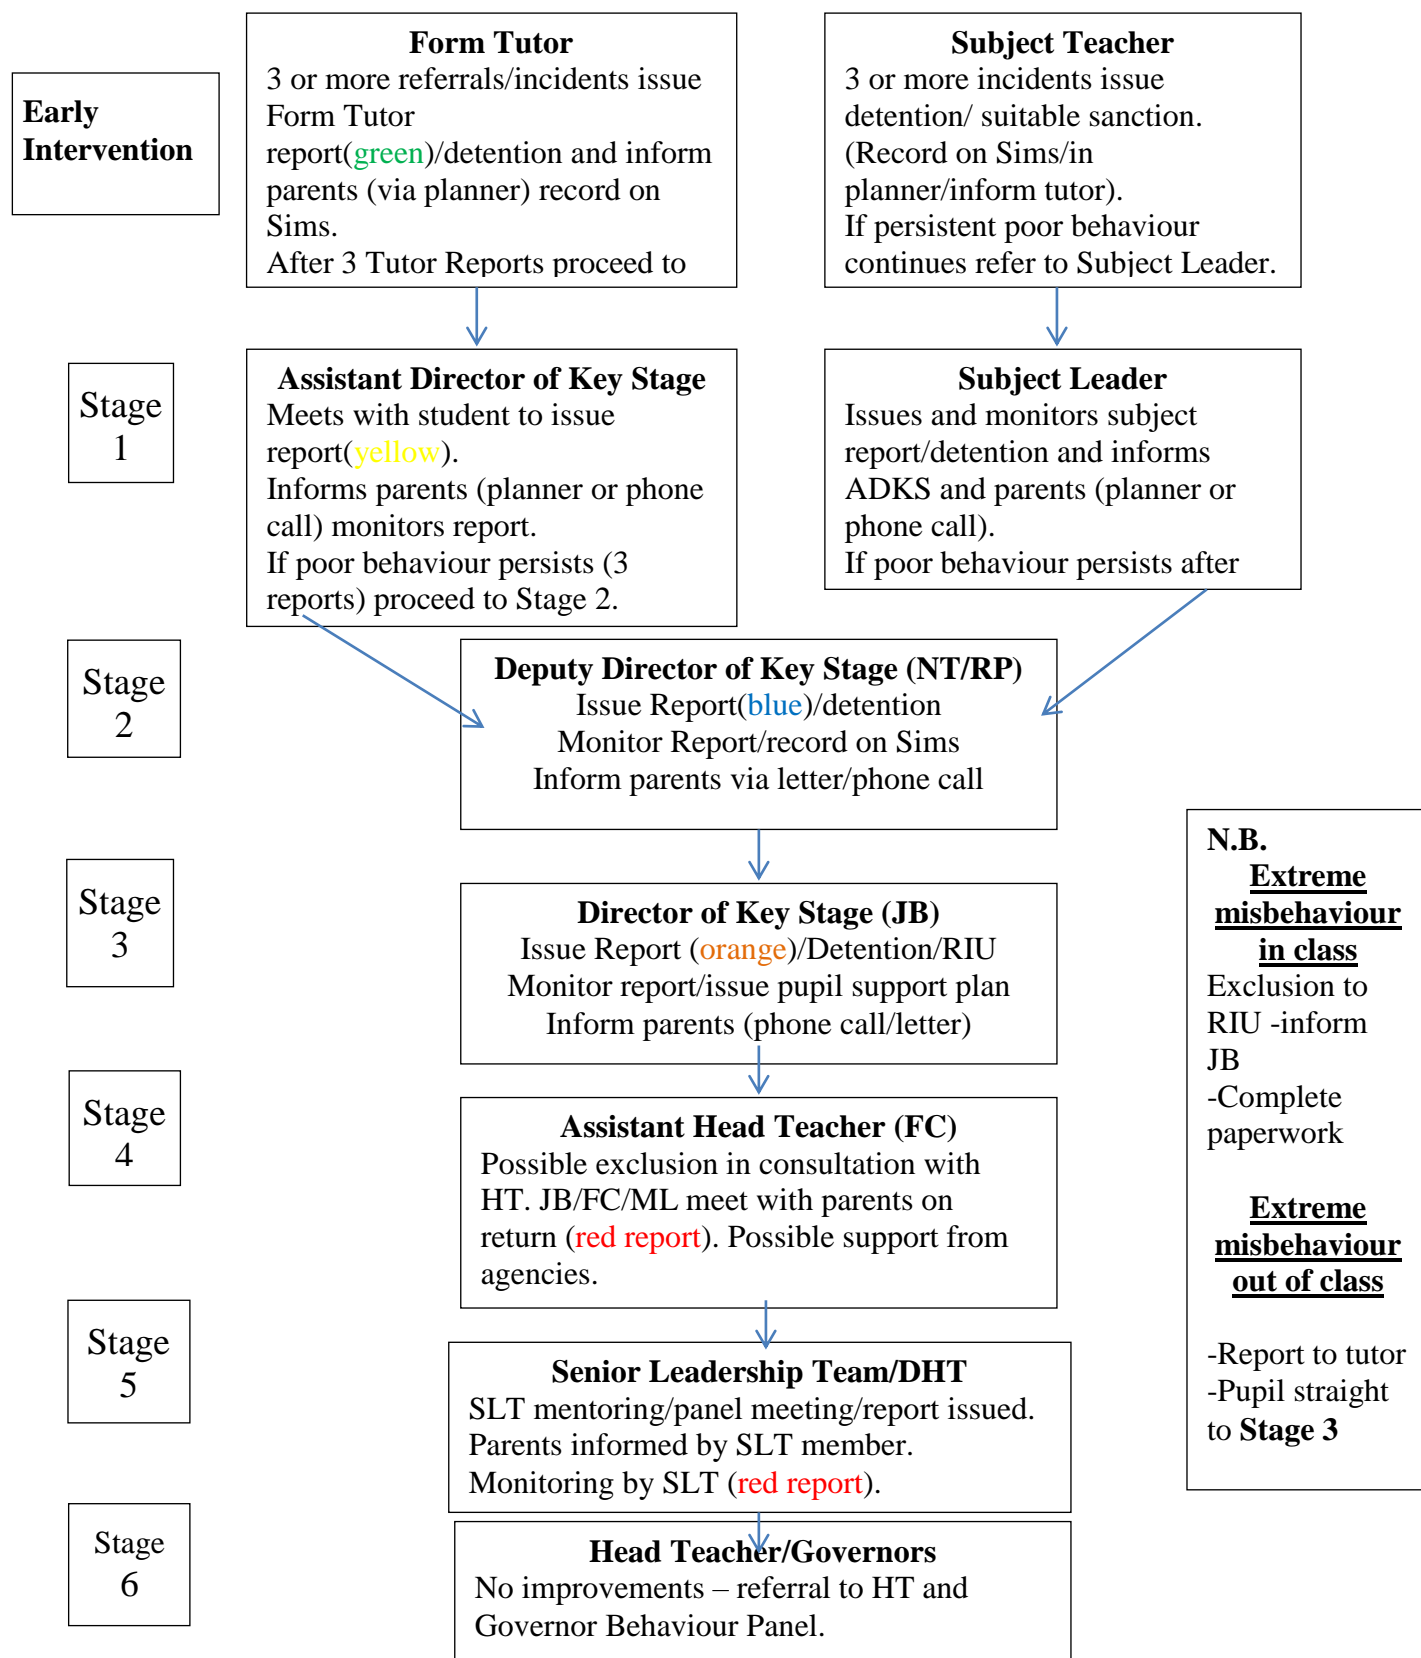 Early
Intervention
Form Tutor
3 or more referrals/incidents issue
Form Tutor
report(green)/detention and inform
parents (via planner) record on
Sims.
After 3 Tutor Reports proceed to
Subject Teacher
3 or more incidents issue
detention/ suitable sanction.
(Record on Sims/in
planner/inform tutor).
If persistent poor behaviour
continues refer to Subject Leader.
Stage
1
Assistant Director of Key Stage
Meets with student to issue
report(yellow).
Informs parents (planner or phone
call) monitors report.
If poor behaviour persists (3
reports) proceed to Stage 2.
Subject Leader
Issues and monitors subject
report/detention and informs
ADKS and parents (planner or
phone call).
If poor behaviour persists after
Stage
2
Deputy Director of Key Stage (NT/RP)
Issue Report(blue)/detention
Monitor Report/record on Sims
Inform parents via letter/phone call
Stage
3
Director of Key Stage (JB)
Issue Report (orange)/Detention/RIU
Monitor report/issue pupil support plan
Inform parents (phone call/letter)
Stage
4
Assistant Head Teacher (FC)
Possible exclusion in consultation with
HT. JB/FC/ML meet with parents on
return (red report). Possible support from
agencies.
Stage
5
Senior Leadership Team/DHT
SLT mentoring/panel meeting/report issued.
Parents informed by SLT member.
Monitoring by SLT (red report).
Stage
6
Head Teacher/Governors
No improvements – referral to HT and
Governor Behaviour Panel.
N.B.
Extreme
misbehaviour
in class
Exclusion to
RIU -inform
JB
-Complete
paperwork
Extreme
misbehaviour
out of class
-Report to tutor
-Pupil straight
to Stage 3